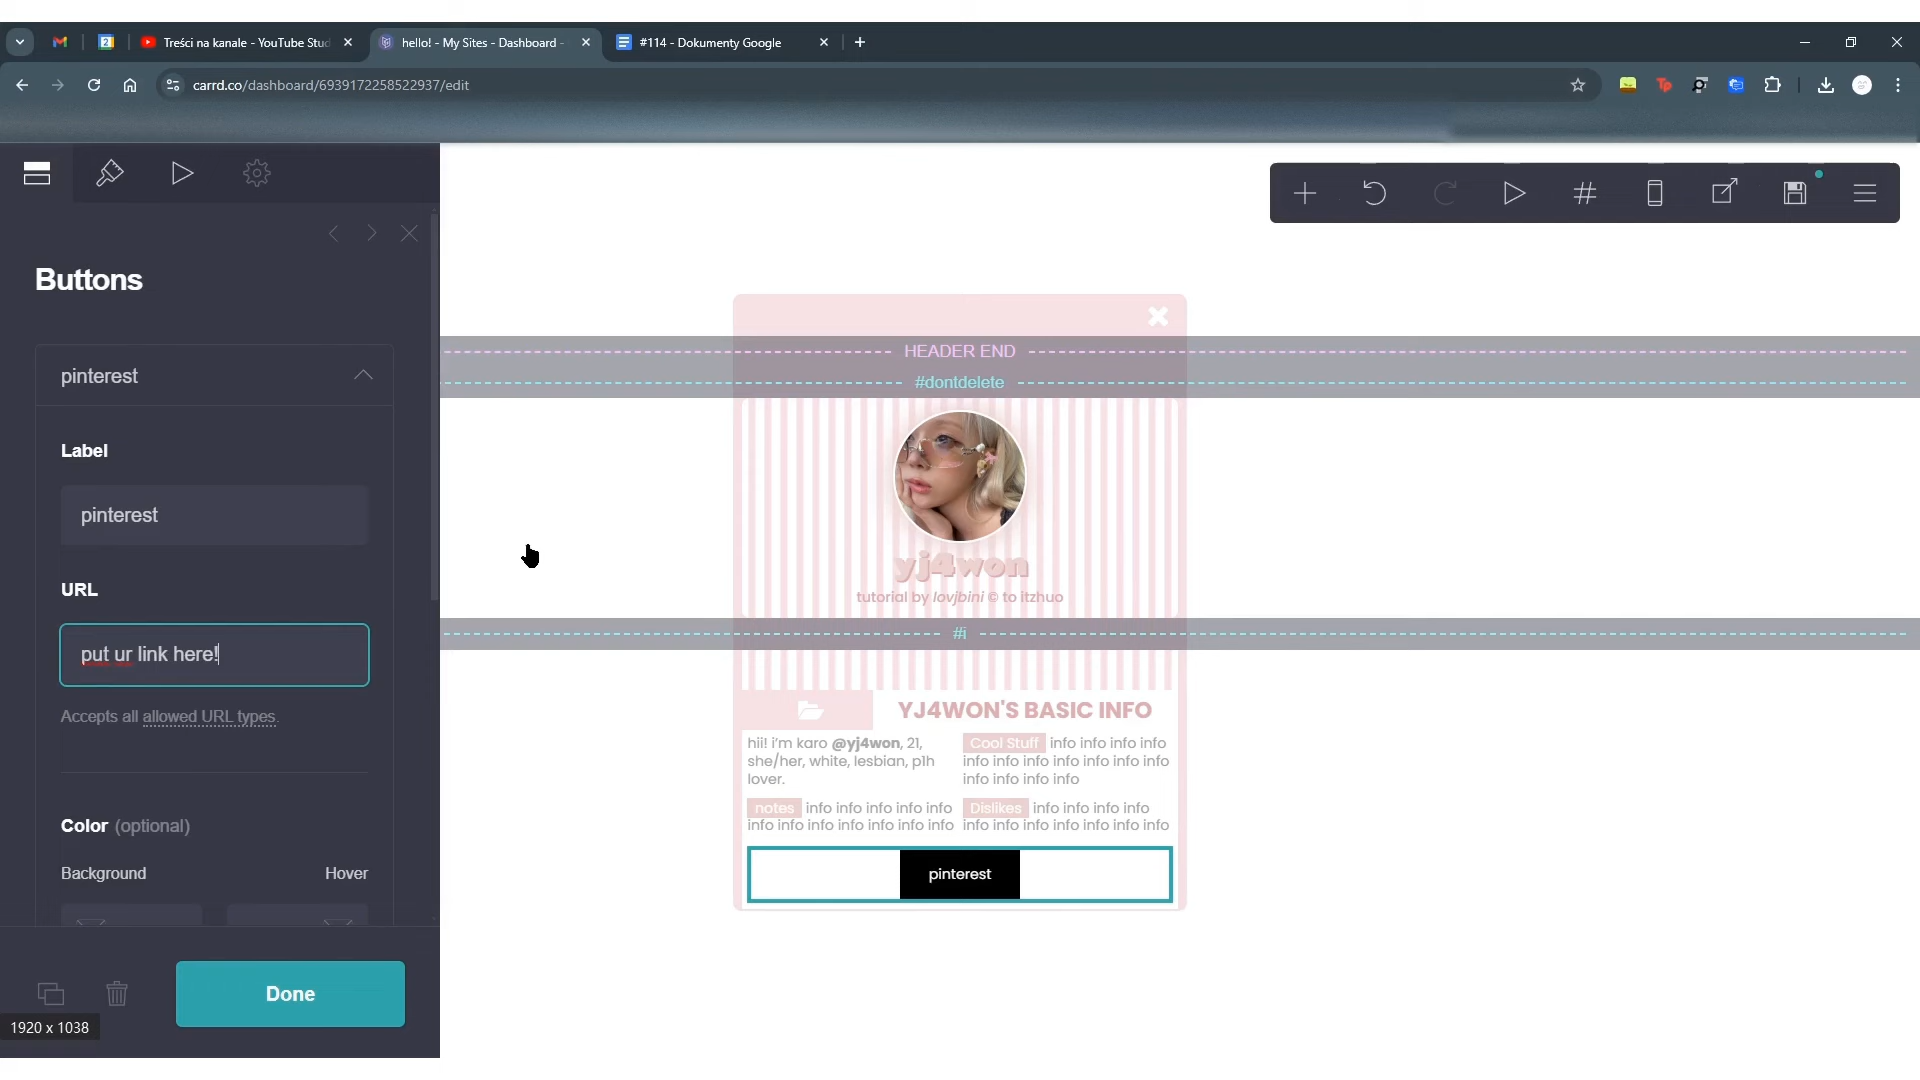 Treści na kanale - YouTube Stud
hello! - My Sites - Dashboard -
#114 - Dokumenty Google
carrd.co/dashboard/6939172258522937/edit
Buttons
pinterest
Label
pinterest
URL
put ur link here!
Accepts all allowed URL types.
Color (optional)
Background
Hover
Done
1920 x 1038
HEADER END
#dontdelete
yj4won
tutorial by lovjbini © to itzhuo
#i
YJ4WON'S BASIC INFO
hii! i'm karo @yj4won, 21,
she/her, white, lesbian, p1h
lover.
Cool Stuff info info info info
info info info info info info info
info info info info
notes info info info info info
info info info info info info info
Dislikes info info info info
info info info info info info info
pinterest